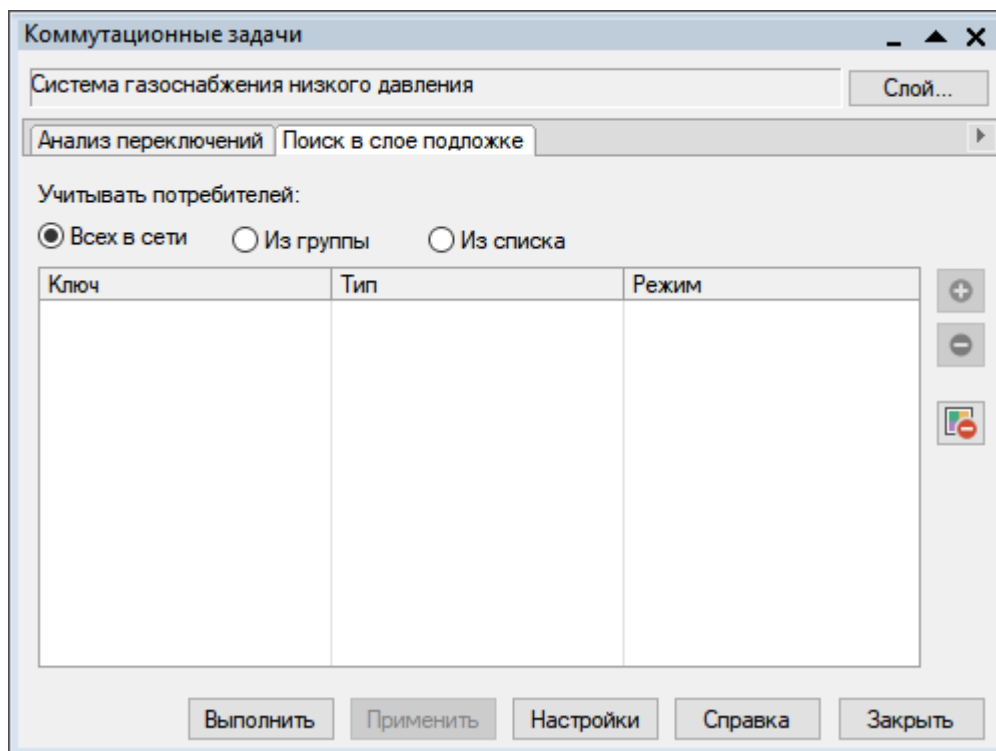 Коммутационные задачи
Система газоснабжения низкого давления Слой...
Анализ переключений Поиск в слое подложке
Учитывать потребителей:
Всех в сети Из группы Из списка
Ключ Тип Режим
Выполнить Применить Настройки Справка Закрыть